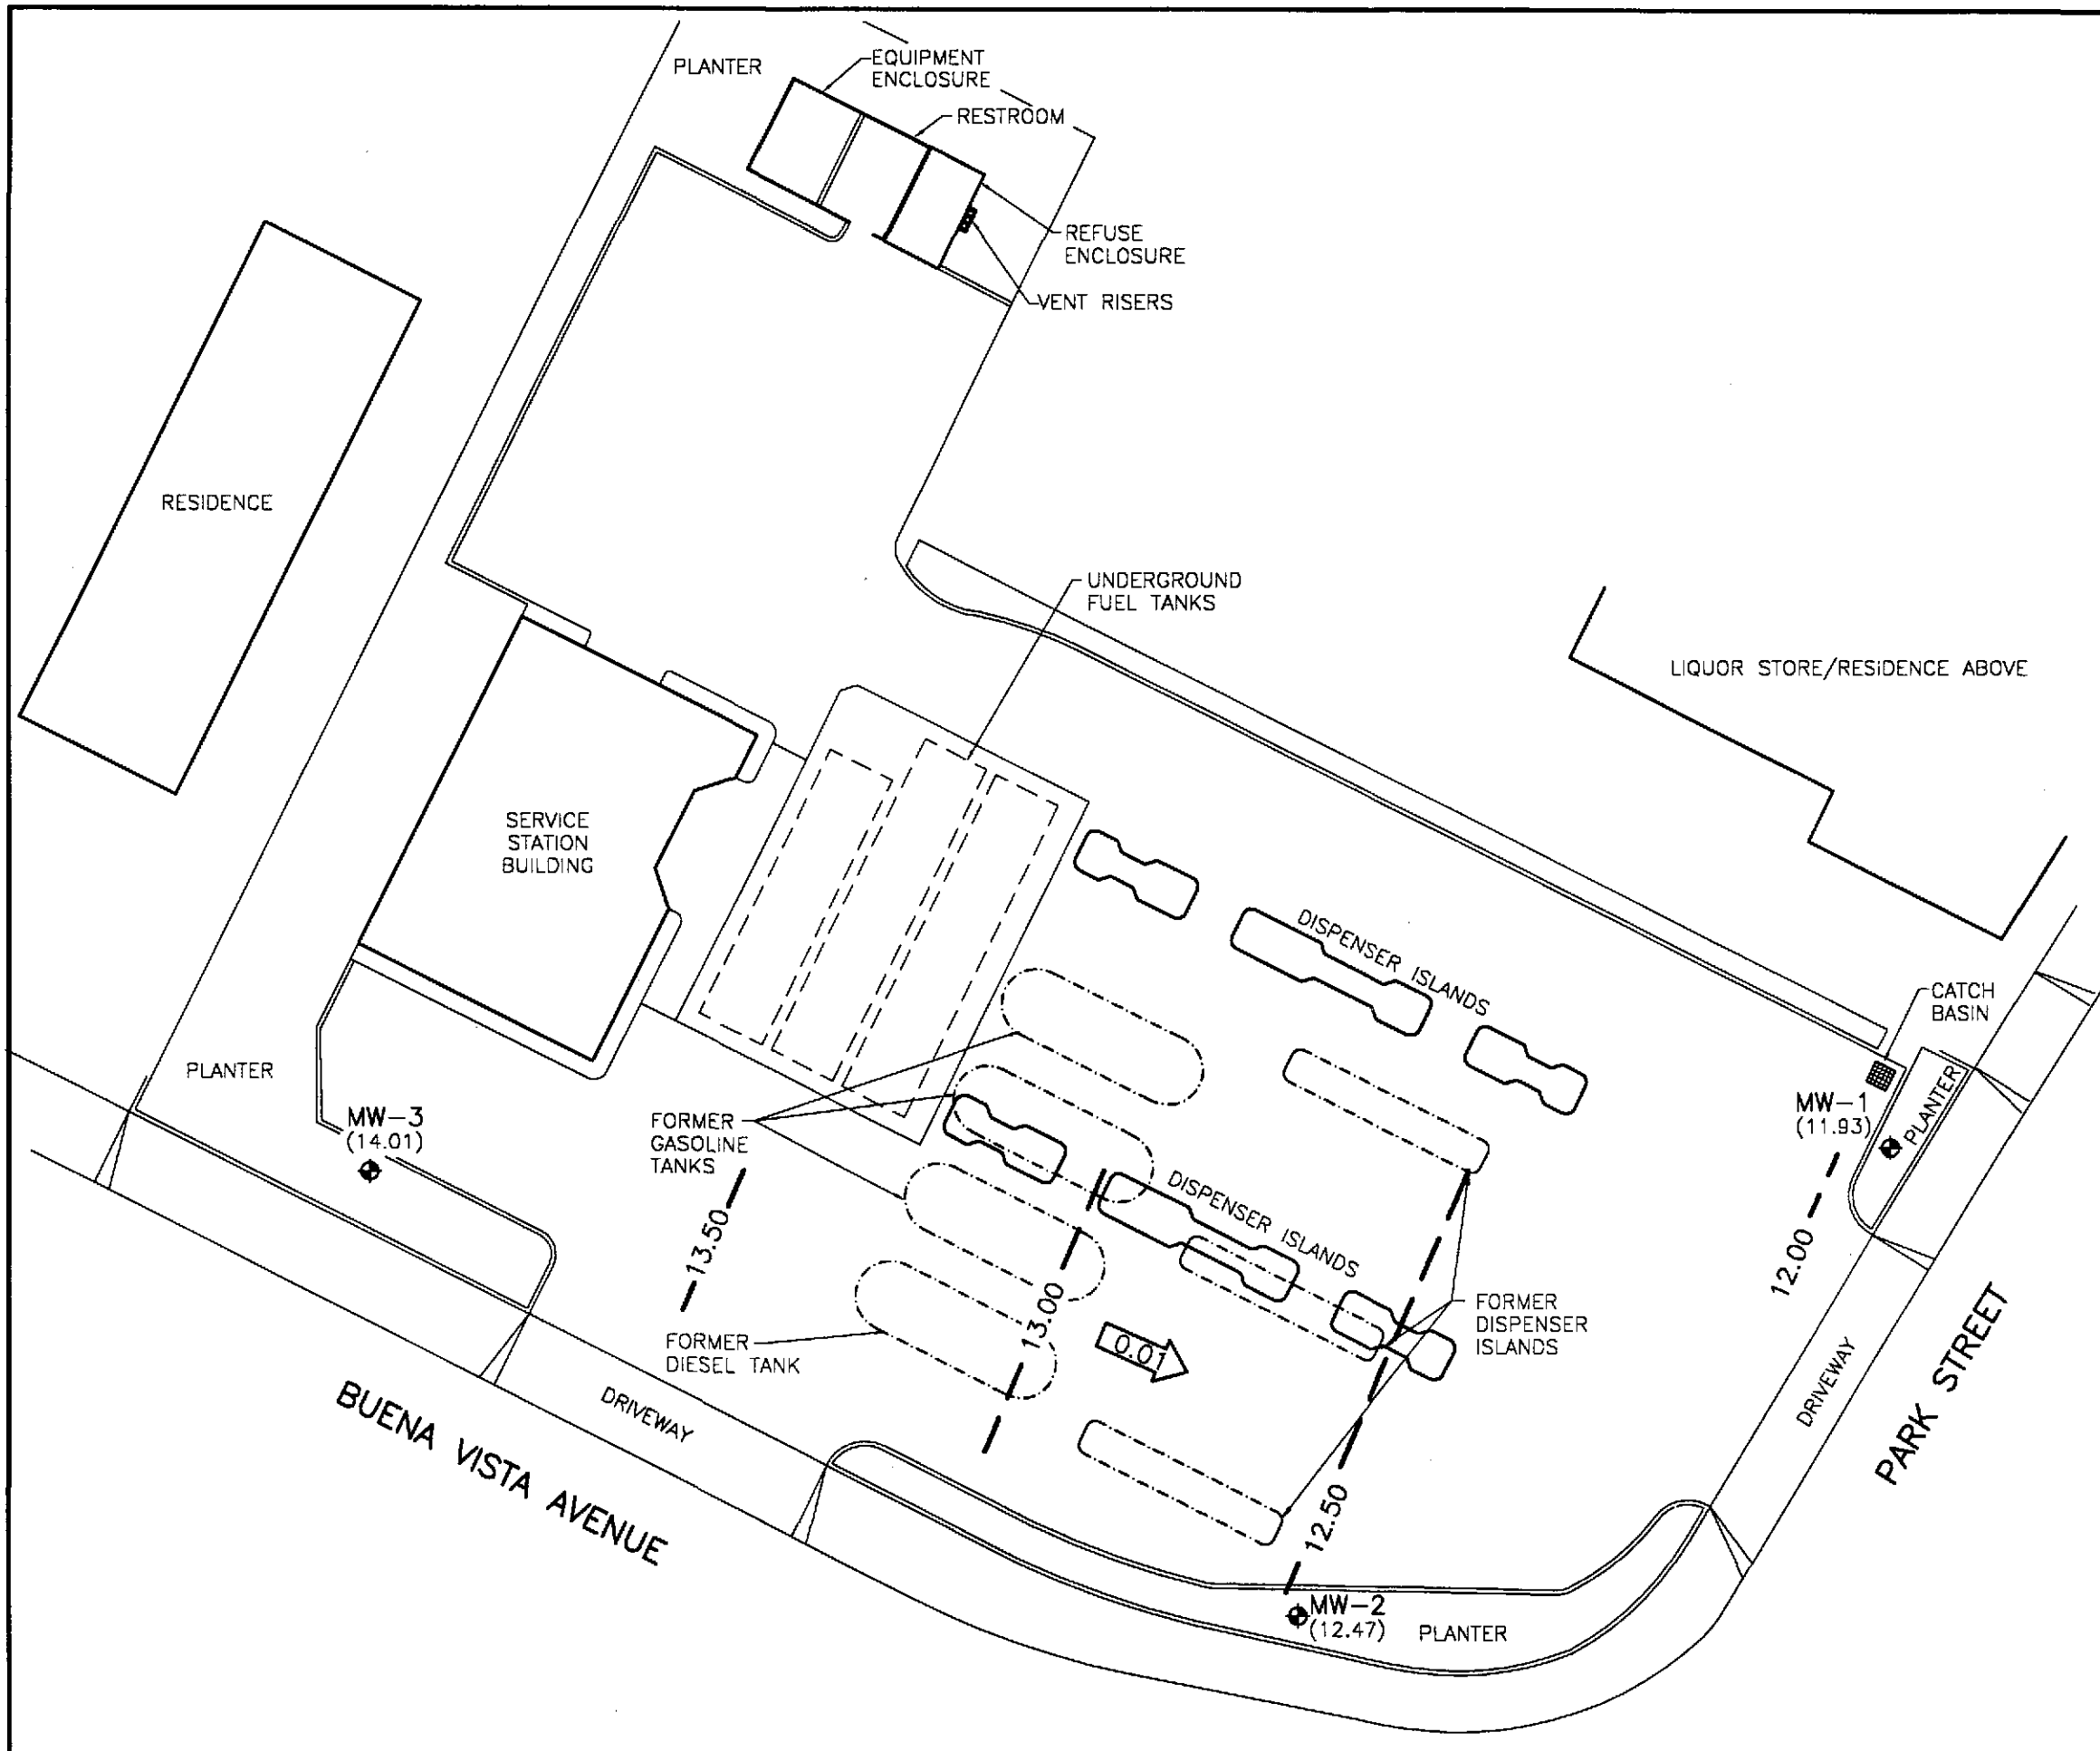 PLANTER
EQUIPMENT
ENCLOSURE
RESTROOM
REFUSE
ENCLOSURE
VENT RISERS
RESIDENCE
UNDERGROUND
FUEL TANKS
LIQUOR STORE/RESIDENCE ABOVE
SERVICE
STATION
BUILDING
DISPENSER ISLANDS
CATCH
BASIN
PLANTER
MW-3
(14.01)
FORMER
GASOLINE
TANKS
MW-1
(11.93)
PLANTER
13.50
DISPENSER ISLANDS
12.00
13.00
FORMER
DISPENSER
ISLANDS
FORMER
DIESEL TANK
0.01
DRIVEWAY
DRIVEWAY
PARK STREET
BUENA VISTA AVENUE
12.50
MW-2
(12.47)
PLANTER